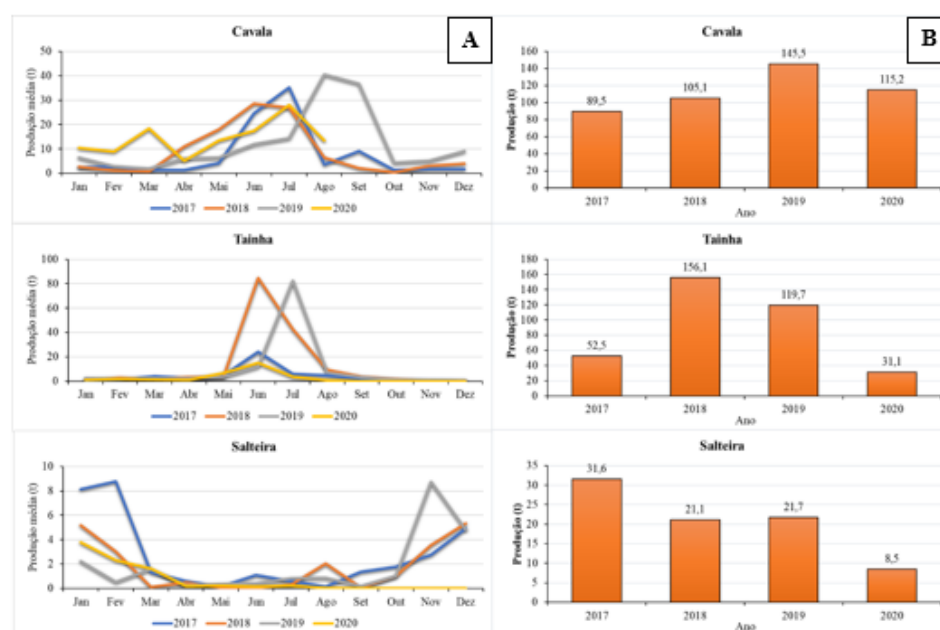 Cavala
A
Produção média (t)
50
40
30
20
10
0
Jan Fev Mar Abr Mai Jun Jul Ago Set Out Nov Dez
2017 2018 2019 2020
Cavala
B
Produção (t)
160
140
120
100
80
60
40
20
0
89,5
105,1
145,5
115,2
2017 2018 2019 2020
Ano
Tainha
Produção média (t)
100
80
60
40
20
0
Jan Fev Mar Abr Mai Jun Jul Ago Set Out Nov Dez
2017 2018 2019 2020
Tainha
Produção (t)
180
160
140
120
100
80
60
40
20
0
52,5
156,1
119,7
31,1
2017 2018 2019 2020
Ano
Salteira
Produção média (t)
10
8
6
4
2
0
Jan Fev Mar Abr Mai Jun Jul Ago Set Out Nov Dez
2017 2018 2019 2020
Salteira
Produção (t)
35
30
25
20
15
10
5
0
31,6
21,1
21,7
8,5
2017 2018 2019 2020
Ano